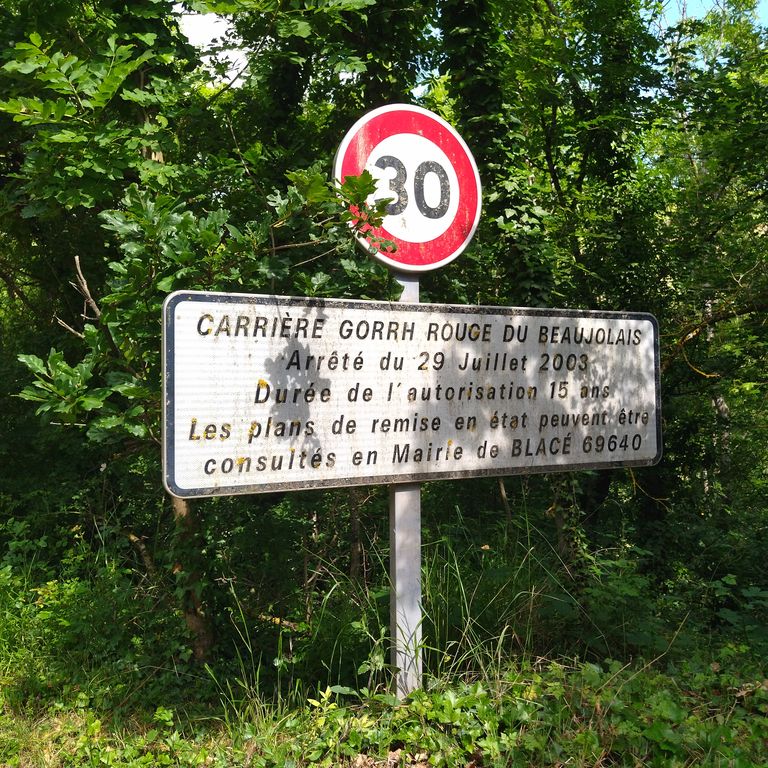 30
CARRIÈRE GORRH ROUGE DU BEAUJOLAIS
Arrêté du 29 Juillet 2003
Durée de l'autorisation 15 ans
Les plans de remise en état peuvent être
consultés en Mairie de BLACÉ 69640